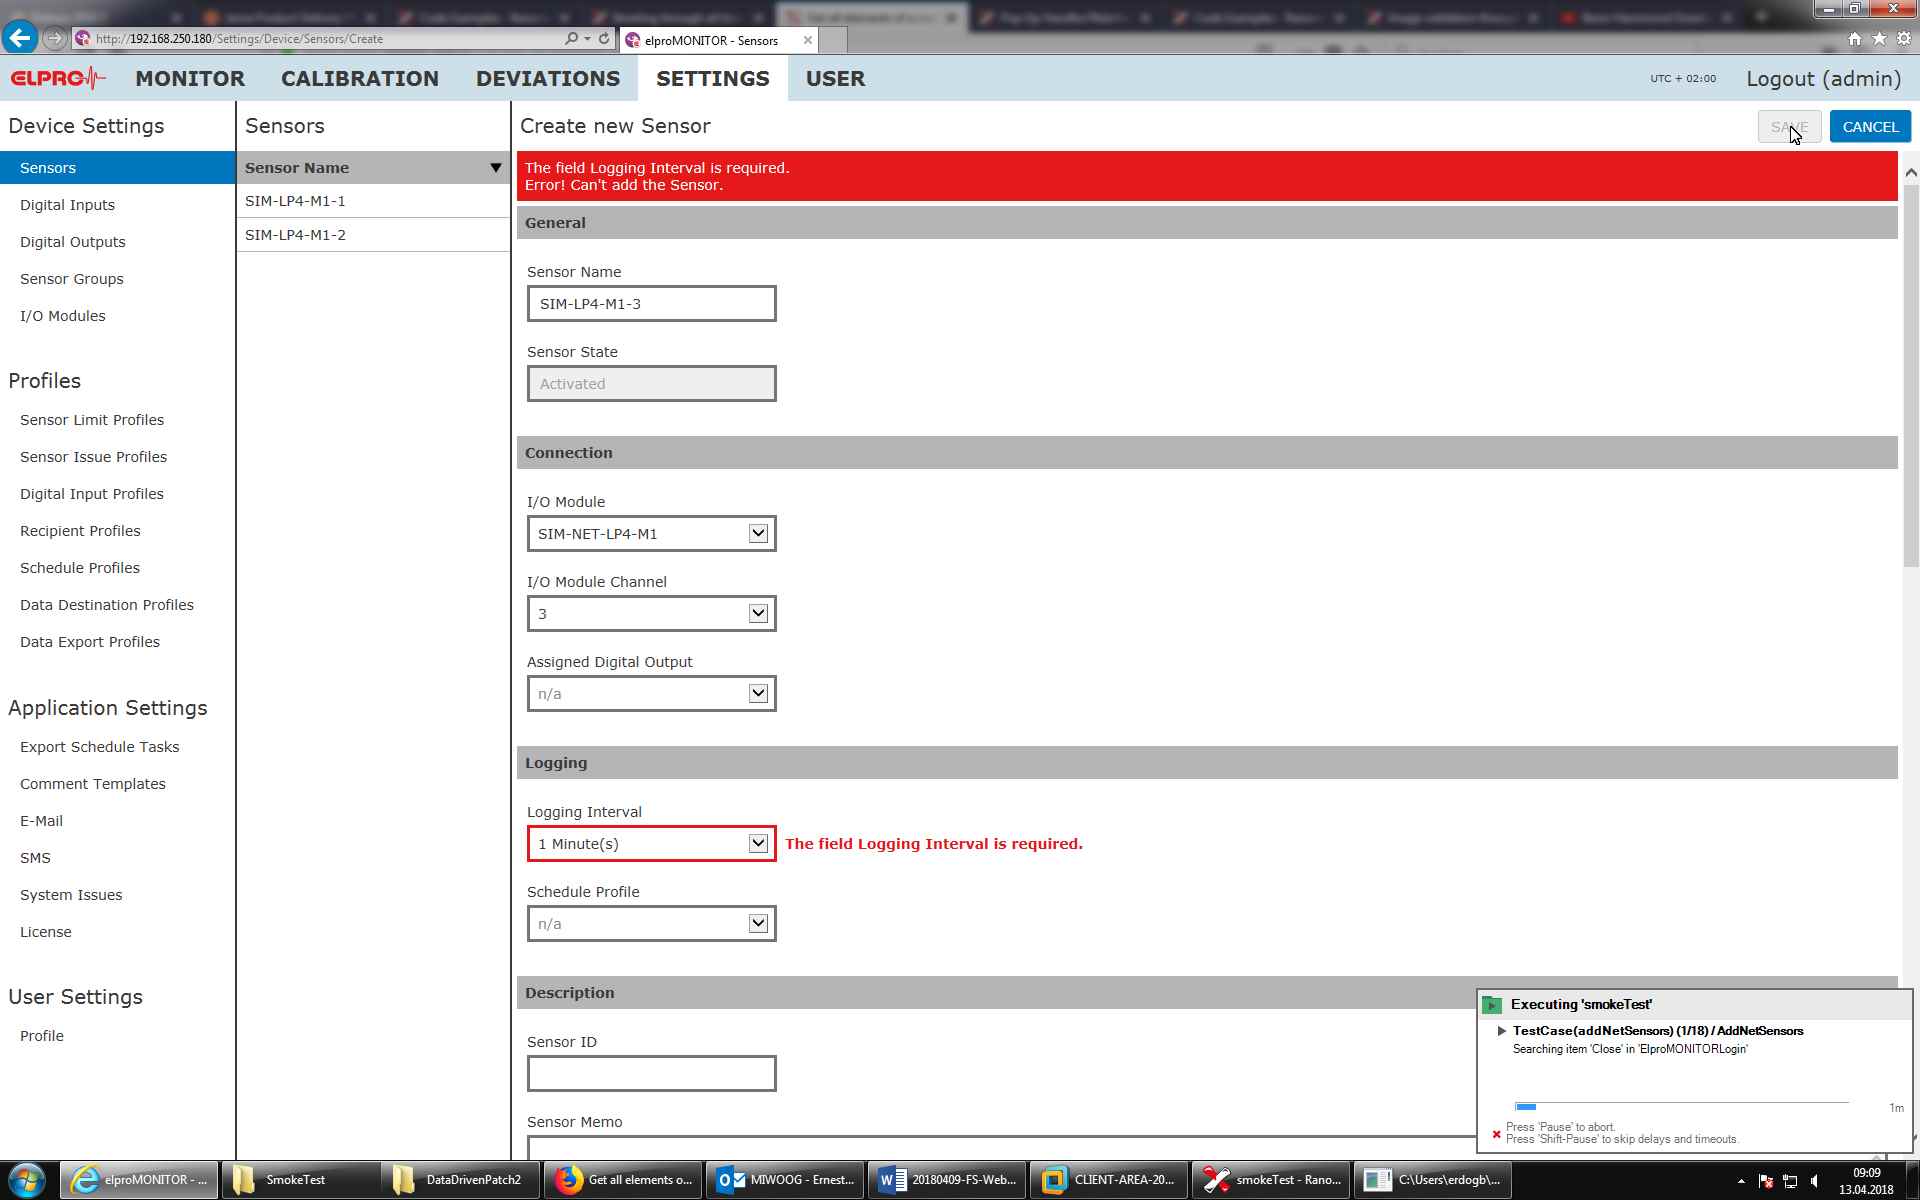 http://192.168.250.180/Settings/Device/Sensors/Create
elproMONITOR - Sensors
ELPRO
MONITOR
CALIBRATION
DEVIATIONS
SETTINGS
USER
UTC + 02:00
Logout (admin)
Device Settings
Sensors
Digital Inputs
Digital Outputs
Sensor Groups
I/O Modules
Profiles
Sensor Limit Profiles
Sensor Issue Profiles
Digital Input Profiles
Recipient Profiles
Schedule Profiles
Data Destination Profiles
Data Export Profiles
Application Settings
Export Schedule Tasks
Comment Templates
E-Mail
SMS
System Issues
License
User Settings
Profile
Sensors
Sensor Name
SIM-LP4-M1-1
SIM-LP4-M1-2
Create new Sensor
SAVE
CANCEL
The field Logging Interval is required.
Error! Can't add the Sensor.
General
Sensor Name
SIM-LP4-M1-3
Sensor State
Activated
Connection
I/O Module
SIM-NET-LP4-M1
I/O Module Channel
3
Assigned Digital Output
n/a
Logging
Logging Interval
1 Minute(s)
The field Logging Interval is required.
Schedule Profile
n/a
Description
Sensor ID
Sensor Memo
Executing 'smokeTest'
TestCase(addNetSensors) (1/18) / AddNetSensors
Searching item 'Close' in 'ElproMONITORLogin'
1m
Press 'Pause' to abort.
Press 'Shift-Pause' to skip delays and timeouts.
elproMONITOR - ...
SmokeTest
DataDrivenPatch2
Get all elements o...
MIWOOG - Ernest...
20180409-FS-Web...
CLIENT-AREA-20...
smokeTest - Rano...
C:\Users\erdogb\...
09:09
13.04.2018